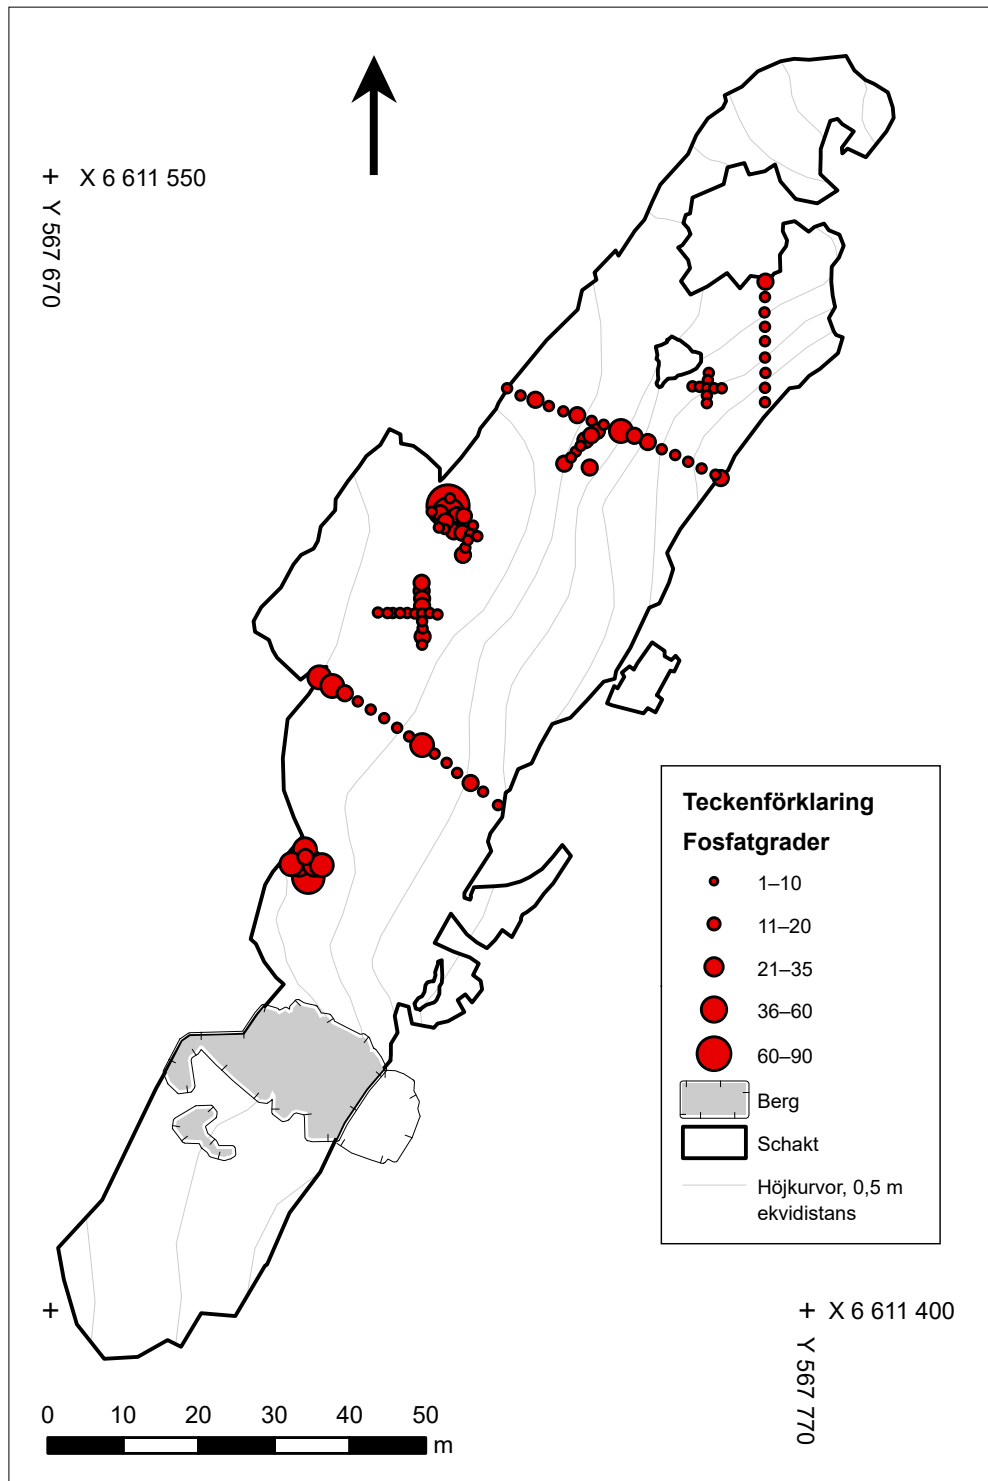 X 6 611 550
Y 567 670
Teckenförklaring
Fosfatgrader
1–10
11–20
21–35
36–60
60–90
Berg
Schakt
Höjkurvor, 0,5 m
ekvidistans
X 6 611 400
Y 567 770
0 10 20 30 40 50
m